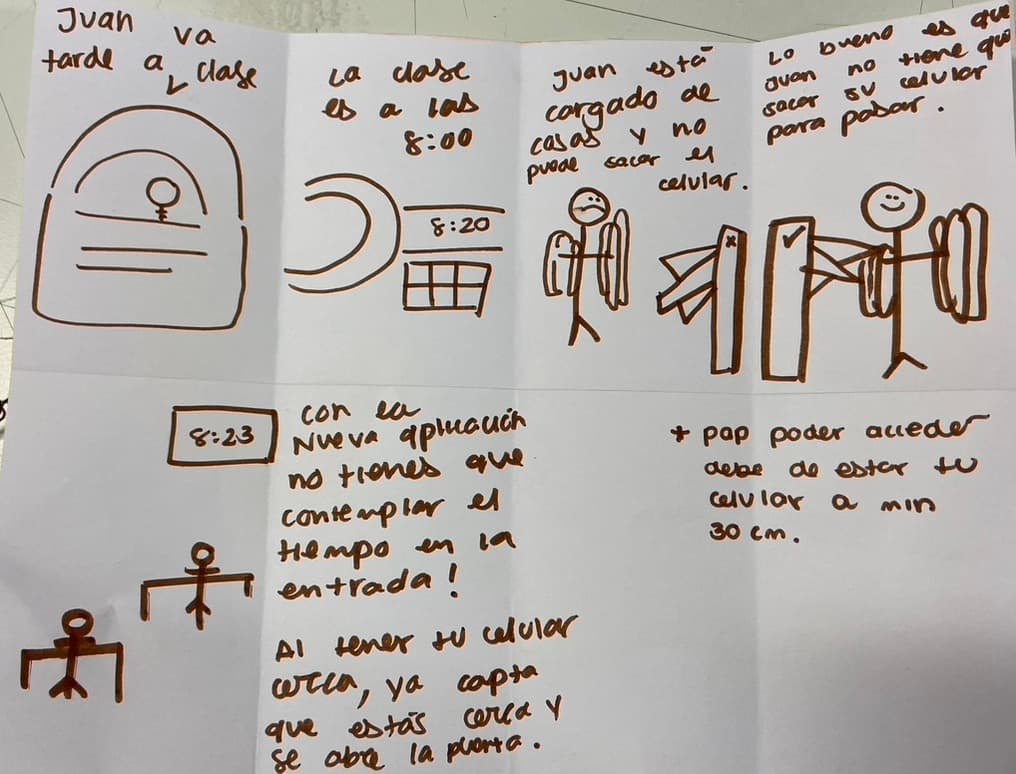 Juan va
tarde a clase
La clase
es a las
8:00
8:20
Juan está
cargado de
cosas y no
puede sacar el
celular.
x
Lo bueno es que
Juan no tiene que
sacar su celular
para pasar.
✓
8:23
con la
Nueva aplicación
no tienes que
contemplar el
tiempo en la
entrada!
Al tener tu celular
cerca, ya capta
que estás cerca y
se abre la puerta.
* pap poder acceder
debe de estar tu
celular a min
30 cm.